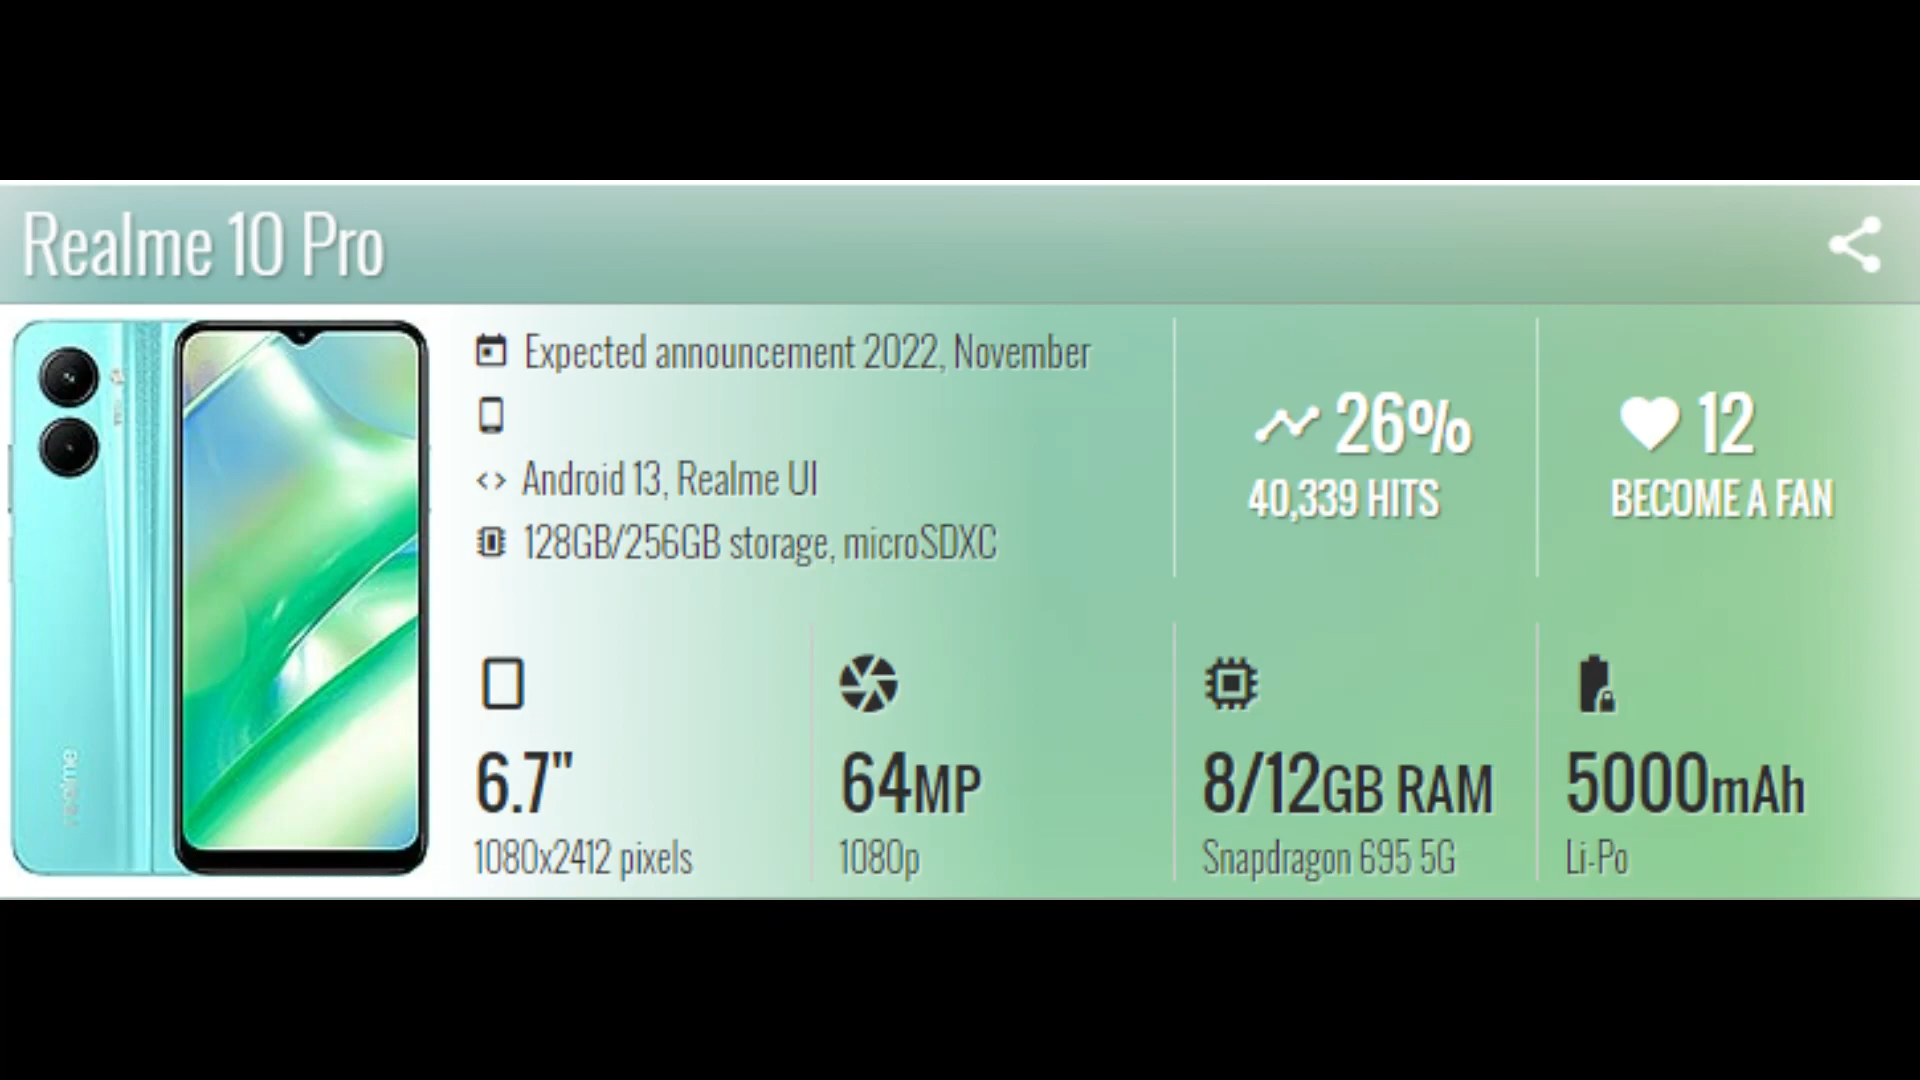 Realme 10 Pro
Expected announcement 2022, November
Android 13, Realme UI
128GB/256GB storage, microSDXC
26%
40,339 HITS
12
BECOME A FAN
6.7"
1080x2412 pixels
64MP
1080p
8/12GB RAM
Snapdragon 695 5G
5000mAh
Li-Po
realme